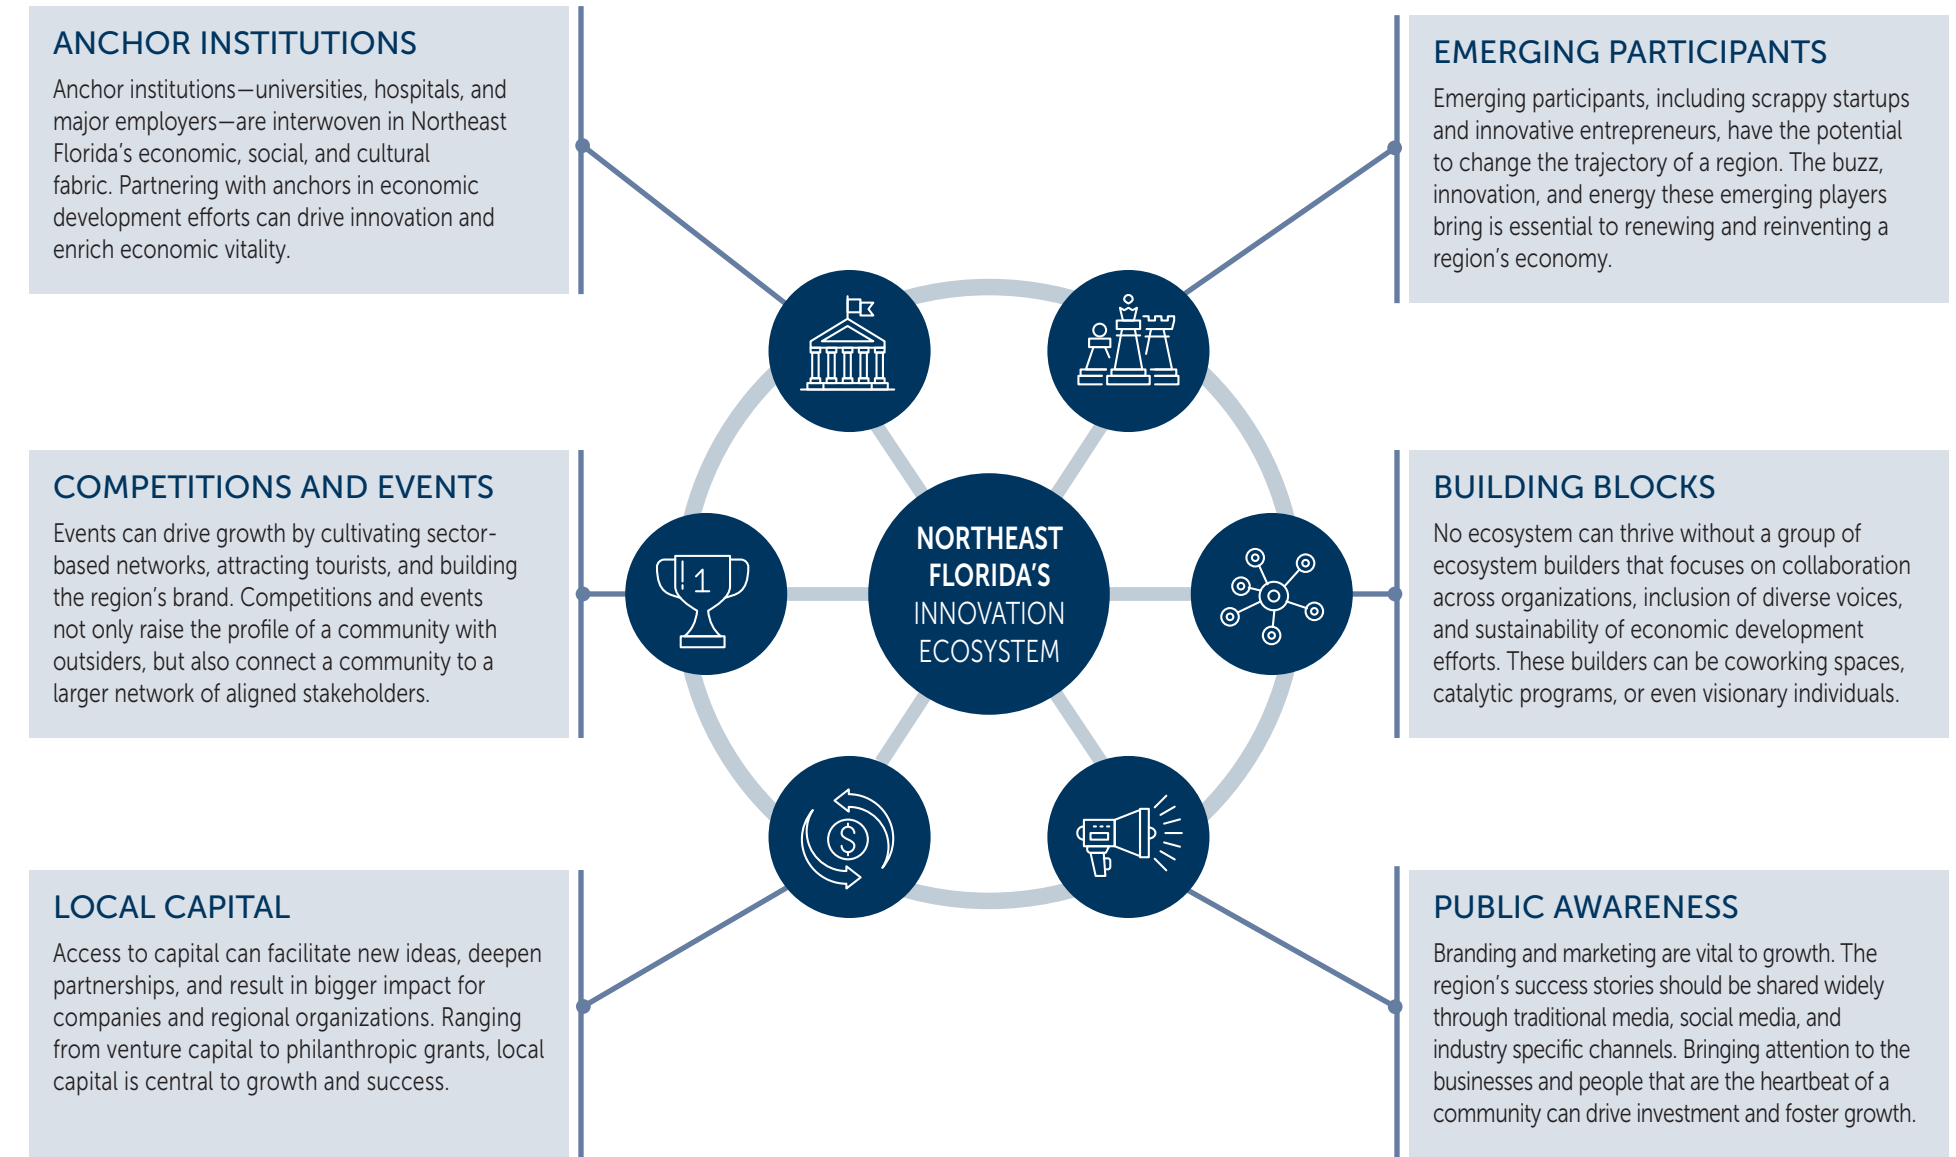 ANCHOR INSTITUTIONS
Anchor institutions—universities, hospitals, and
major employers—are interwoven in Northeast
Florida's economic, social, and cultural
fabric. Partnering with anchors in economic
development efforts can drive innovation and
enrich economic vitality.
EMERGING PARTICIPANTS
Emerging participants, including scrappy startups
and innovative entrepreneurs, have the potential
to change the trajectory of a region. The buzz,
innovation, and energy these emerging players
bring is essential to renewing and reinventing a
region's economy.
COMPETITIONS AND EVENTS
Events can drive growth by cultivating sector-
based networks, attracting tourists, and building
the region's brand. Competitions and events
not only raise the profile of a community with
outsiders, but also connect a community to a
larger network of aligned stakeholders.
1
NORTHEAST
FLORIDA'S
INNOVATION
ECOSYSTEM
BUILDING BLOCKS
No ecosystem can thrive without a group of
ecosystem builders that focuses on collaboration
across organizations, inclusion of diverse voices,
and sustainability of economic development
efforts. These builders can be coworking spaces,
catalytic programs, or even visionary individuals.
LOCAL CAPITAL
Access to capital can facilitate new ideas, deepen
partnerships, and result in bigger impact for
companies and regional organizations. Ranging
from venture capital to philanthropic grants, local
capital is central to growth and success.
$
PUBLIC AWARENESS
Branding and marketing are vital to growth. The
region's success stories should be shared widely
through traditional media, social media, and
industry specific channels. Bringing attention to the
businesses and people that are the heartbeat of a
community can drive investment and foster growth.